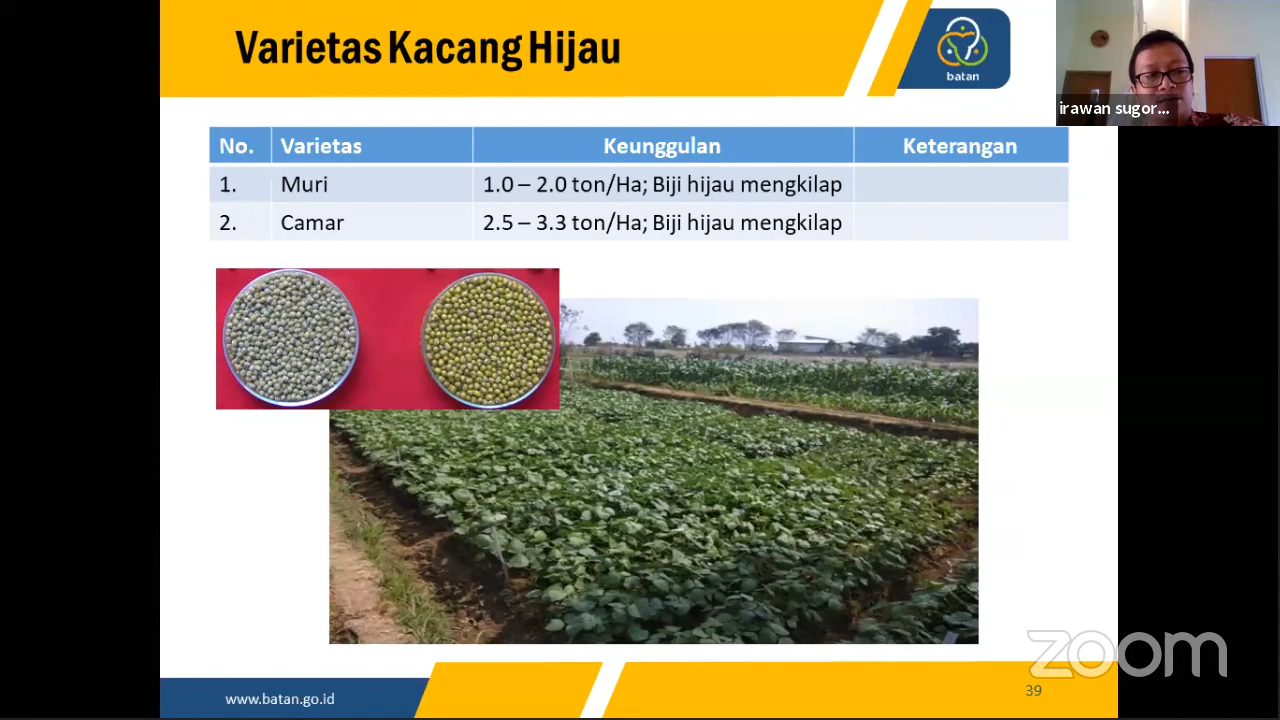 Varietas Kacang Hijau
batan
irawan sugor...
No. Varietas Keunggulan Keterangan
1. Muri 1.0 – 2.0 ton/Ha; Biji hijau mengkilap
2. Camar 2.5 – 3.3 ton/Ha; Biji hijau mengkilap
zoom
www.batan.go.id
39